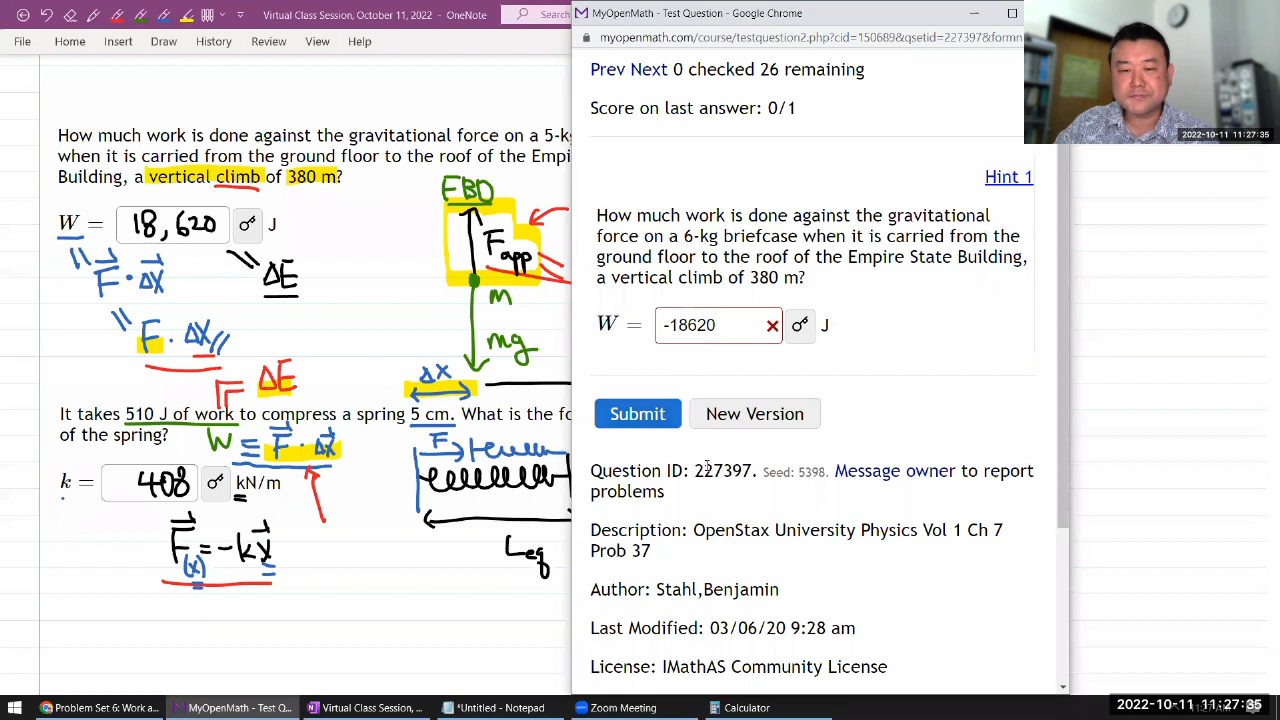 Virtual Class Session, October 11, 2022 - OneNote
File Home Insert Draw History Review View Help
How much work is done against the gravitational force on a 5-kg
when it is carried from the ground floor to the roof of the Empire
Building, a vertical climb of 380 m?
W = 18,620 J
F · Δx
ΔE
F · Δx
ΔE
FBD
F app
m
mg
Δx
It takes 510 J of work to compress a spring 5 cm. What is the fo
of the spring?
W = F · Δx
F
k = 408 kN/m
F(x) = -kx
Leq
MyOpenMath - Test Question - Google Chrome
myopenmath.com/course/testquestion2.php?cid=150689&qsetid=227397&formn
Prev Next 0 checked 26 remaining
Score on last answer: 0/1
Hint 1
How much work is done against the gravitational
force on a 6-kg briefcase when it is carried from the
ground floor to the roof of the Empire State Building,
a vertical climb of 380 m?
W = -18620 J
Submit New Version
Question ID: 227397. Seed: 5398. Message owner to report
problems
Description: OpenStax University Physics Vol 1 Ch 7
Prob 37
Author: Stahl,Benjamin
Last Modified: 03/06/20 9:28 am
License: IMathAS Community License
2022-10-11 11:27:35
Problem Set 6: Work a... MyOpenMath - Test Q... Virtual Class Session, ... *Untitled - Notepad Zoom Meeting Calculator
2022-10-11 11:27:35